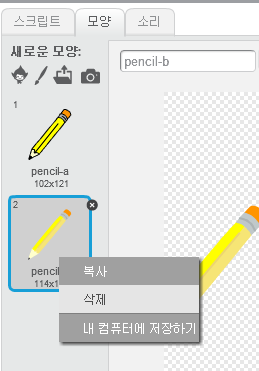 스크립트 모양 소리
새로운 모양:
pencil-b
1
pencil-a
102x121
2
pencil
114x1
복사
삭제
내 컴퓨터에 저장하기